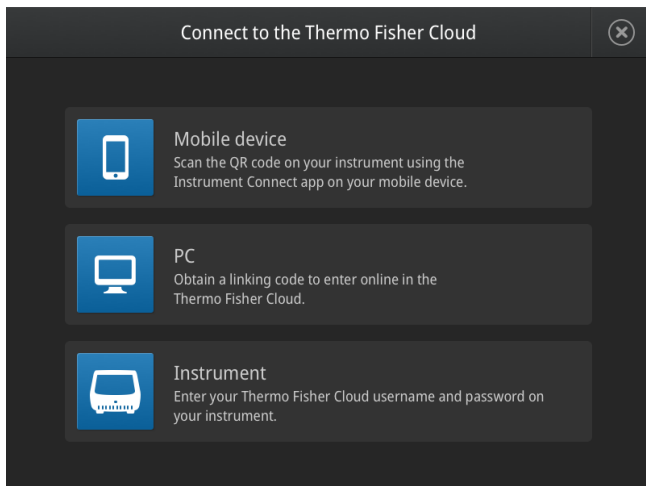 Connect to the Thermo Fisher Cloud
Mobile device
Scan the QR code on your instrument using the
Instrument Connect app on your mobile device.
PC
Obtain a linking code to enter online in the
Thermo Fisher Cloud.
Instrument
Enter your Thermo Fisher Cloud username and password on
your instrument.